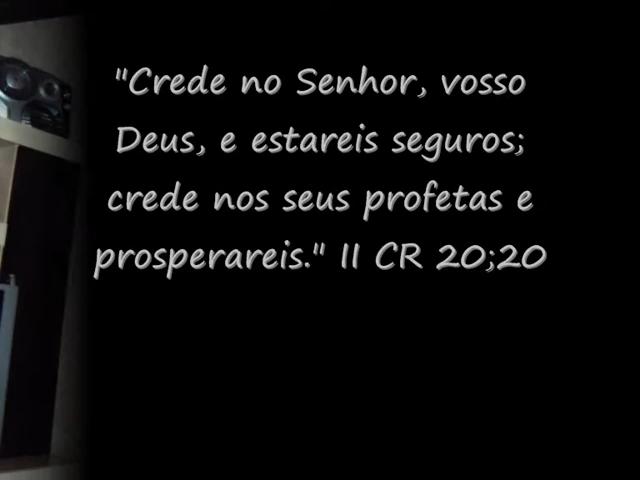 "Crede no Senhor, vosso
Deus, e estareis seguros;
crede nos seus profetas e
prosperareis." II CR 20;20